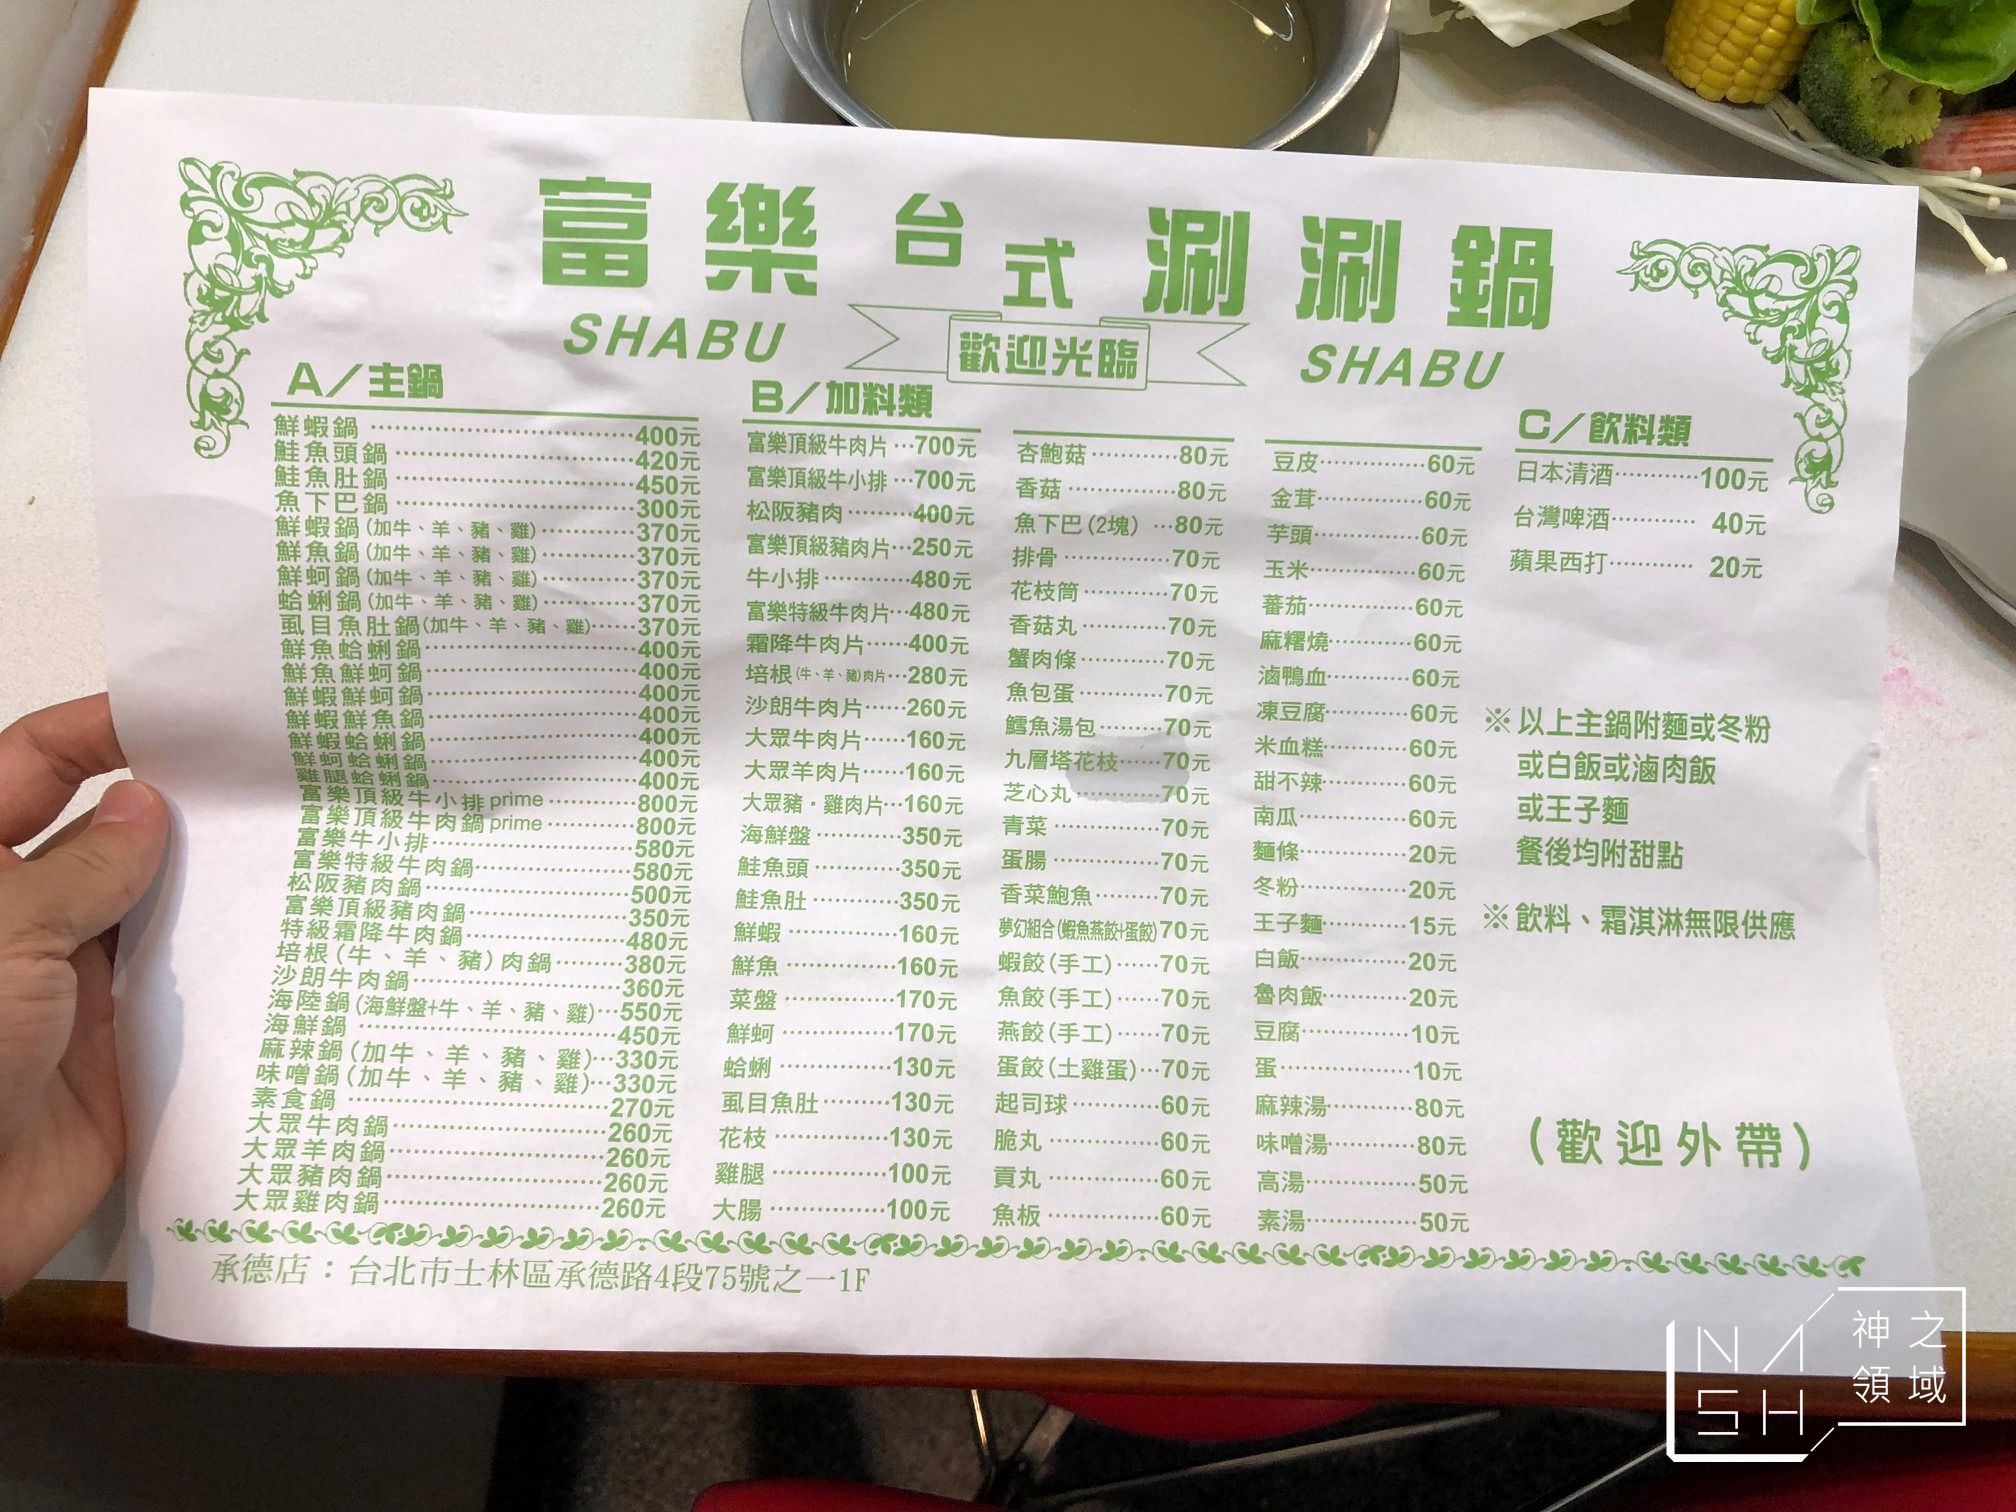 富樂台式涮涮鍋
SHABU
歡迎光臨
SHABU
A／主鍋
鮮蝦鍋 400元
鮭魚頭鍋 420元
鮭魚肚鍋 450元
魚下巴鍋 300元
鮮蝦鍋(加牛、羊、豬、雞) 370元
鮮魚鍋(加牛、羊、豬、雞) 370元
鮮蚵鍋(加牛、羊、豬、雞) 370元
蛤蜊鍋(加牛、羊、豬、雞) 370元
虱目魚肚鍋(加牛、羊、豬、雞) 370元
鮮魚蛤蜊鍋 400元
鮮魚鮮蚵鍋 400元
鮮蝦鮮蚵鍋 400元
鮮蝦鮮魚鍋 400元
鮮蝦蛤蜊鍋 400元
鮮蚵蛤蜊鍋 400元
雞腿蛤蜊鍋 400元
富樂頂級牛小排prime 800元
富樂頂級牛肉鍋prime 800元
富樂牛小排 580元
富樂特級牛肉鍋 580元
松阪豬肉鍋 500元
富樂頂級豬肉鍋 350元
特級霜降牛肉鍋 480元
培根(牛、羊、豬)肉鍋 380元
沙朗牛肉鍋 360元
海陸鍋(海鮮盤+牛、羊、豬、雞) 550元
海鮮鍋 450元
麻辣鍋(加牛、羊、豬、雞) 330元
味噌鍋(加牛、羊、豬、雞) 330元
素食鍋 270元
大眾牛肉鍋 260元
大眾羊肉鍋 260元
大眾豬肉鍋 260元
大眾雞肉鍋 260元
B／加料類
富樂頂級牛肉片 700元
富樂頂級牛小排 700元
松阪豬肉 400元
富樂頂級豬肉片 250元
牛小排 480元
富樂特級牛肉片 480元
霜降牛肉片 400元
培根(牛、羊、豬)肉片 280元
沙朗牛肉片 260元
大眾牛肉片 160元
大眾羊肉片 160元
大眾豬・雞肉片 160元
海鮮盤 350元
鮭魚頭 350元
鮭魚肚 350元
鮮蝦 160元
鮮魚 160元
菜盤 170元
鮮蚵 170元
蛤蜊 130元
虱目魚肚 130元
花枝 130元
雞腿 100元
大腸 100元
杏鮑菇 80元
香菇 80元
魚下巴(2塊) 80元
排骨 70元
花枝筒 70元
香菇丸 70元
蟹肉條 70元
魚包蛋 70元
鱈魚湯包 70元
九層塔花枝 70元
芝心丸 70元
青菜 70元
蛋腸 70元
香菜鮑魚 70元
夢幻組合(蝦魚燕餃+蛋餃) 70元
蝦餃(手工) 70元
魚餃(手工) 70元
燕餃(手工) 70元
蛋餃(土雞蛋) 70元
起司球 60元
脆丸 60元
貢丸 60元
魚板 60元
豆皮 60元
金茸 60元
芋頭 60元
玉米 60元
蕃茄 60元
麻糬燒 60元
滷鴨血 60元
凍豆腐 60元
米血糕 60元
甜不辣 60元
南瓜 60元
麵條 20元
冬粉 20元
王子麵 15元
白飯 20元
魯肉飯 20元
豆腐 10元
蛋 10元
麻辣湯 80元
味噌湯 80元
高湯 50元
素湯 50元
C／飲料類
日本清酒 100元
台灣啤酒 40元
蘋果西打 20元
※以上主鍋附麵或冬粉
或白飯或滷肉飯
或王子麵
餐後均附甜點
※飲料、霜淇淋無限供應
(歡迎外帶)
承德店：台北市士林區承德路4段75號之一1F
NASH
神之領域